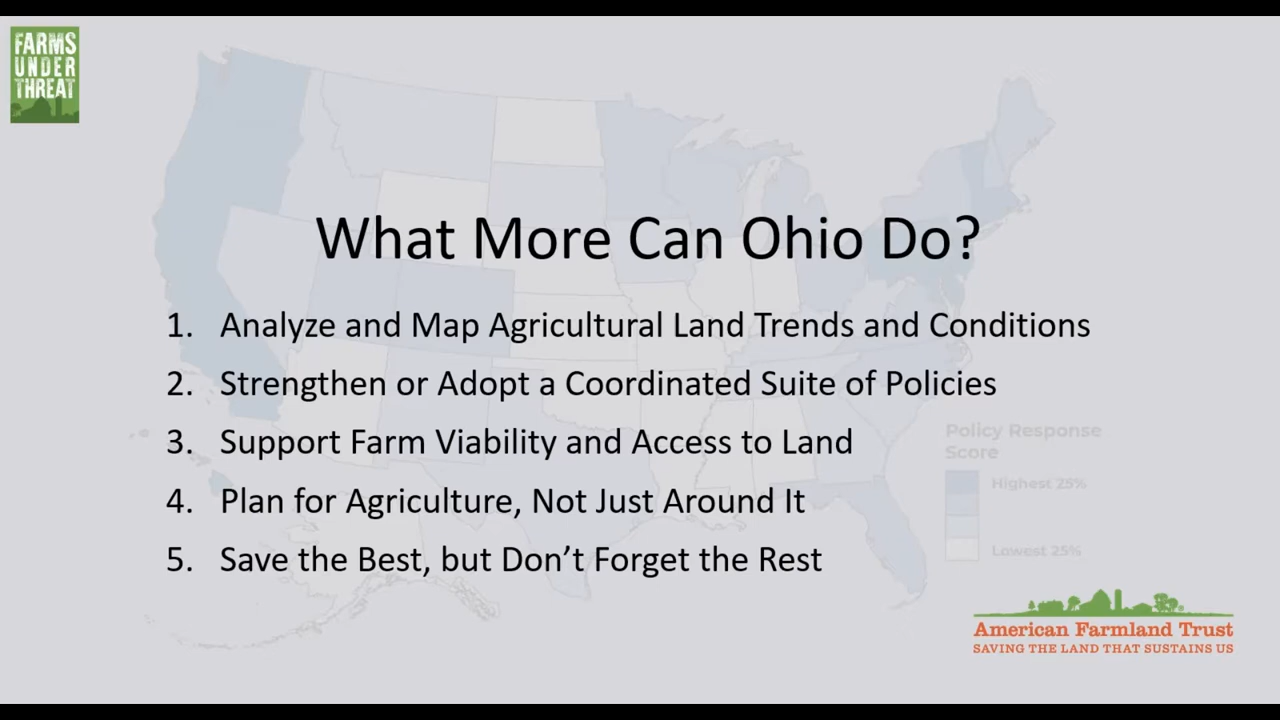 FARMS
UNDER
THREAT
What More Can Ohio Do?
1. Analyze and Map Agricultural Land Trends and Conditions
2. Strengthen or Adopt a Coordinated Suite of Policies
3. Support Farm Viability and Access to Land
4. Plan for Agriculture, Not Just Around It
5. Save the Best, but Don’t Forget the Rest
Policy Response
Score
Highest 25%
Lowest 25%
American Farmland Trust
SAVING THE LAND THAT SUSTAINS US